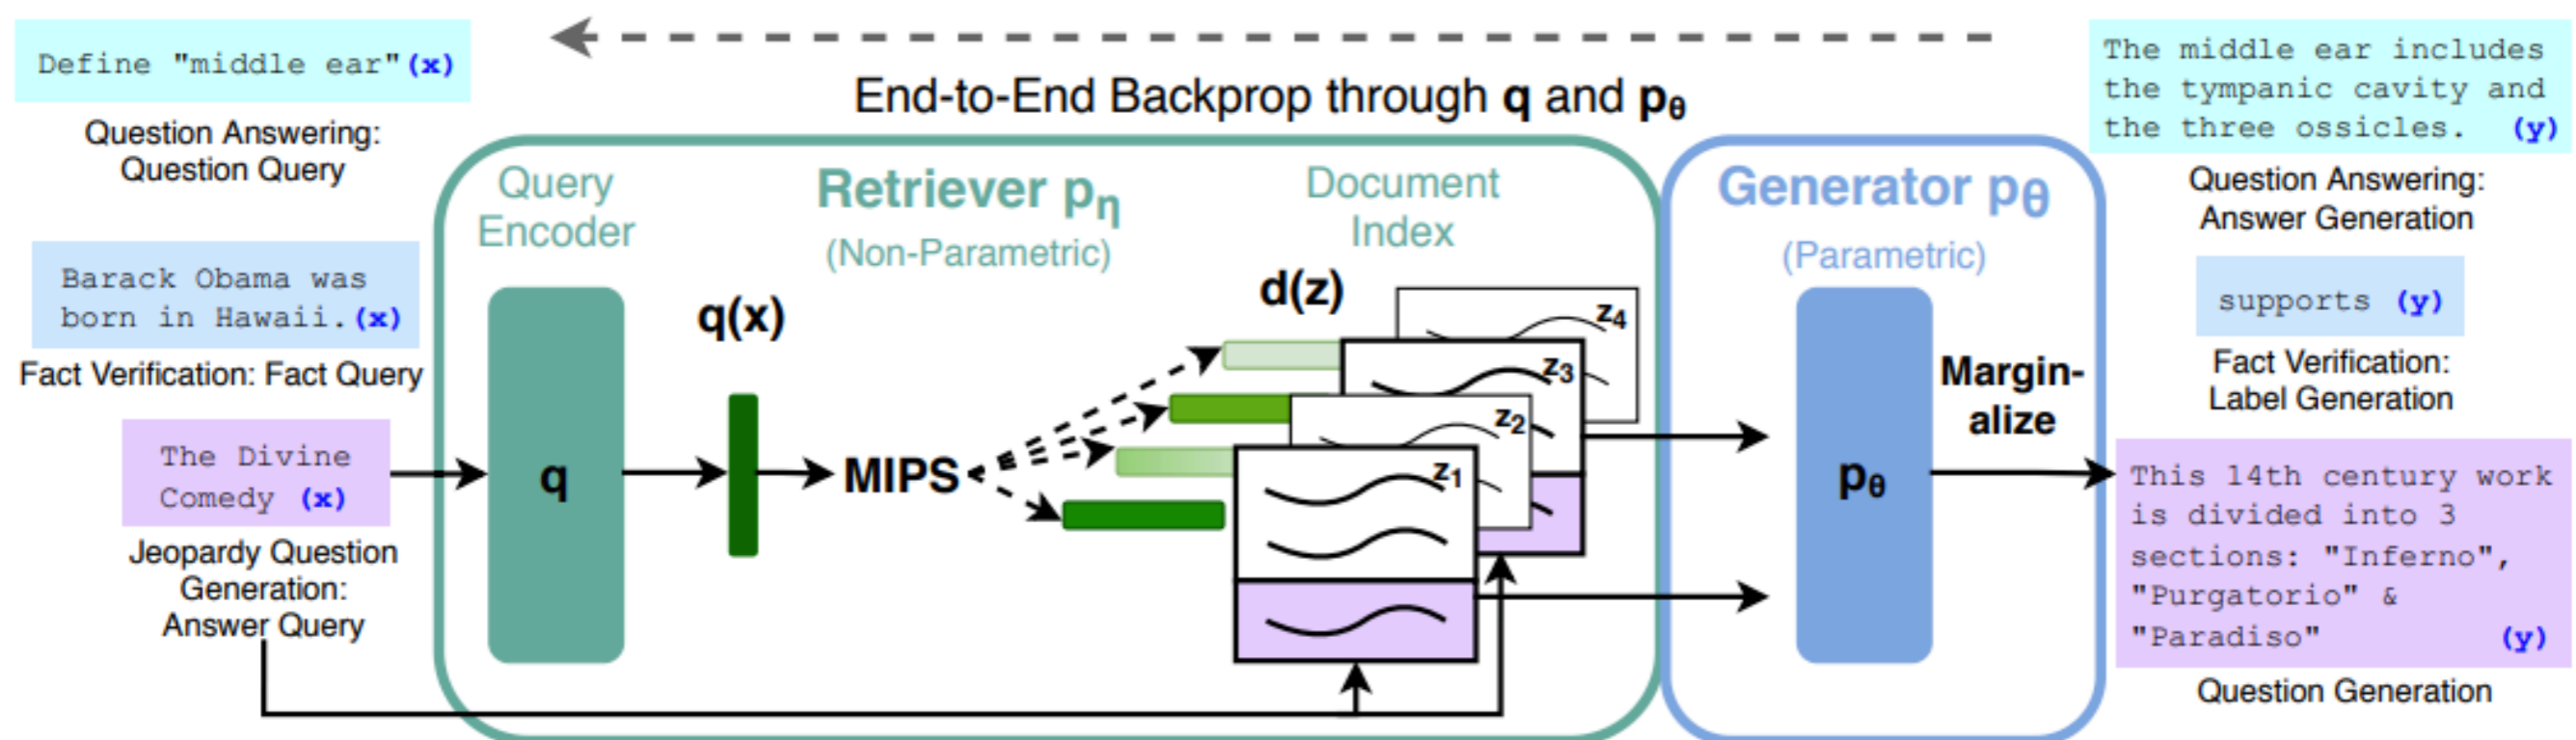 Define "middle ear" (x)
Question Answering:
Question Query
Barack Obama was
born in Hawaii. (x)
Fact Verification: Fact Query
The Divine
Comedy (x)
Jeopardy Question
Generation:
Answer Query
End-to-End Backprop through q and pθ
Query
Encoder
q
q(x)
Retriever pη
(Non-Parametric)
MIPS
Document
Index
d(z)
z4
z3
z2
z1
Generator pθ
(Parametric)
pθ
Margin-
alize
The middle ear includes
the tympanic cavity and
the three ossicles. (y)
Question Answering:
Answer Generation
supports (y)
Fact Verification:
Label Generation
This 14th century work
is divided into 3
sections: "Inferno",
"Purgatorio" &
"Paradiso" (y)
Question Generation